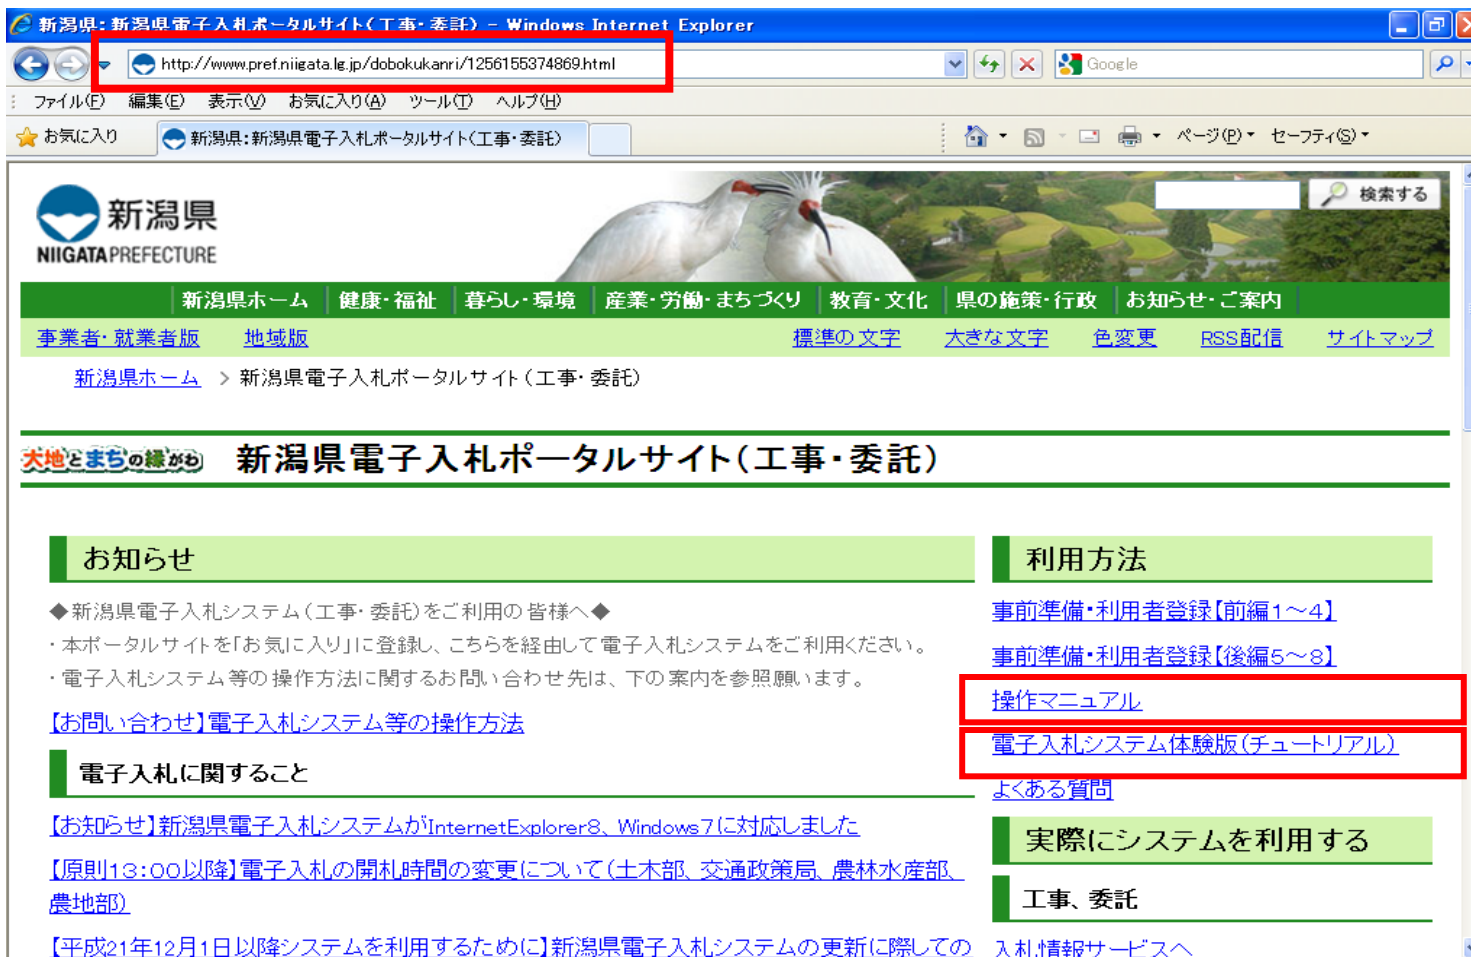 新潟県:新潟県電子入札ポータルサイト(工事・委託) - Windows Internet Explorer
http://www.pref.niigata.lg.jp/dobokukanri/1256155374869.html
Google
ファイル(F) 編集(E) 表示(V) お気に入り(A) ツール(T) ヘルプ(H)
お気に入り
新潟県:新潟県電子入札ポータルサイト(工事・委託)
ページ(P) セーフティ(S)
新潟県
NIIGATA PREFECTURE
検索する
新潟県ホーム 健康・福祉 暮らし・環境 産業・労働・まちづくり 教育・文化 県の施策・行政 お知らせ・ご案内
事業者・就業者版 地域版 標準の文字 大きな文字 色変更 RSS配信 サイトマップ
新潟県ホーム > 新潟県電子入札ポータルサイト(工事・委託)
大地とまちの縁がわ 新潟県電子入札ポータルサイト(工事・委託)
お知らせ
◆新潟県電子入札システム(工事・委託)をご利用の皆様へ◆
・本ポータルサイトを「お気に入り」に登録し、こちらを経由して電子入札システムをご利用ください。
・電子入札システム等の操作方法に関するお問い合わせ先は、下の案内を参照願います。
【お問い合わせ】電子入札システム等の操作方法
電子入札に関すること
【お知らせ】新潟県電子入札システムがInternetExplorer8、Windows7に対応しました
【原則13:00以降】電子入札の開札時間の変更について(土木部、交通政策局、農林水産部、
農地部)
【平成21年12月1日以降システムを利用するために】新潟県電子入札システムの更新に際しての
利用方法
事前準備・利用者登録【前編1～4】
事前準備・利用者登録【後編5～8】
操作マニュアル
電子入札システム体験版(チュートリアル)
よくある質問
実際にシステムを利用する
工事、委託
入札情報サービスへ